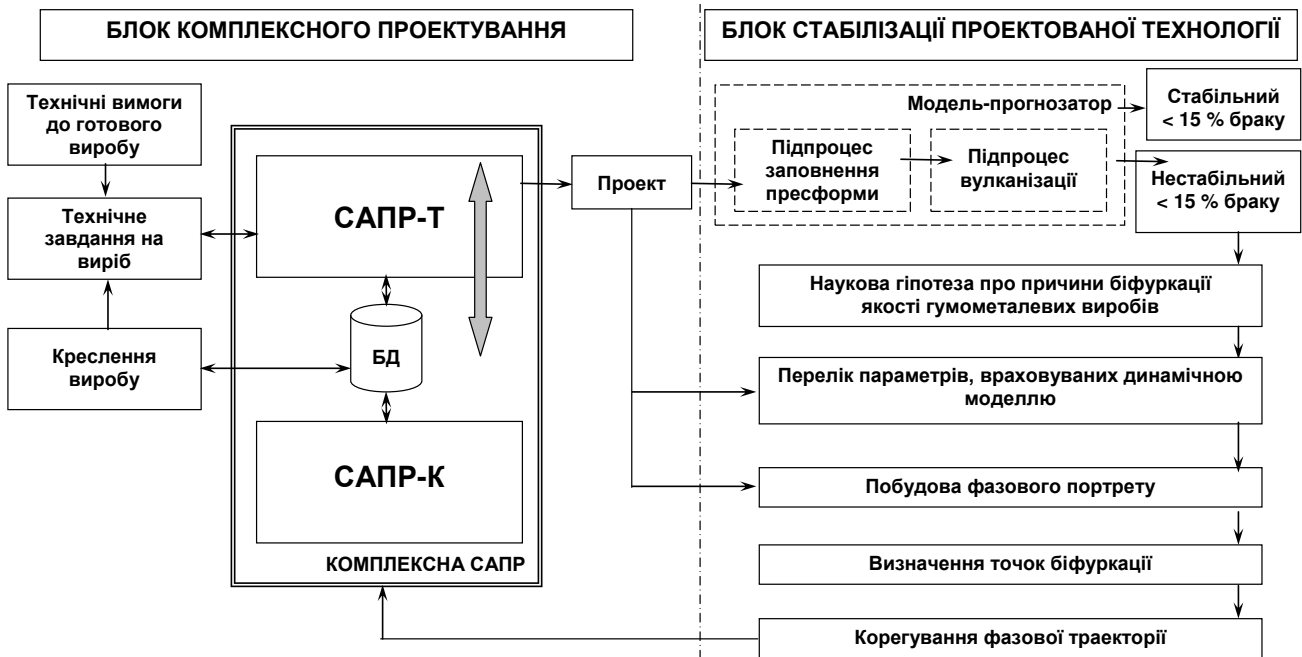 БЛОК КОМПЛЕКСНОГО ПРОЕКТУВАННЯ
БЛОК СТАБІЛІЗАЦІЇ ПРОЕКТОВАНОЇ ТЕХНОЛОГІЇ
Технічні вимоги
до готового
виробу
Технічне
завдання на
виріб
Креслення
виробу
САПР-Т
БД
САПР-К
КОМПЛЕКСНА САПР
Проект
Модель-прогнозатор
Підпроцес
заповнення
пресформи
Підпроцес
вулканізації
Стабільний
< 15 % браку
Нестабільний
< 15 % браку
Наукова гіпотеза про причини біфуркації
якості гумометалевих виробів
Перелік параметрів, враховуваних динамічною
моделлю
Побудова фазового портрету
Визначення точок біфуркації
Корегування фазової траекторії